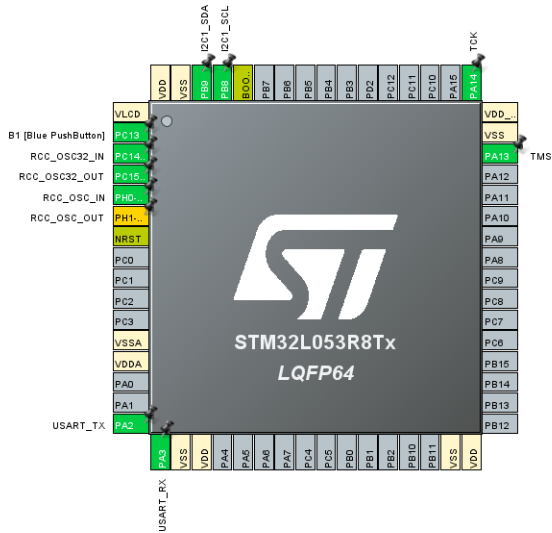 I2C1_SDA
I2C1_SCL
TCK
VDD
VSS
PB9
PB8
BOO..
PB7
PB6
PB5
PB4
PB3
PD2
PC12
PC11
PC10
PA15
PA14
VLCD
B1 [Blue PushButton] PC13
RCC_OSC32_IN PC14..
RCC_OSC32_OUT PC15..
RCC_OSC_IN PH0-..
RCC_OSC_OUT PH1-..
NRST
PC0
PC1
PC2
PC3
VSSA
VDDA
PA0
PA1
USART_TX PA2
ST
STM32L053R8Tx
LQFP64
VDD_..
VSS
PA13 TMS
PA12
PA11
PA10
PA9
PA8
PC9
PC8
PC7
PC6
PB15
PB14
PB13
PB12
PA3
VSS
VDD
PA4
PA5
PA6
PA7
PC4
PC5
PB0
PB1
PB2
PB10
PB11
VSS
VDD
USART_RX